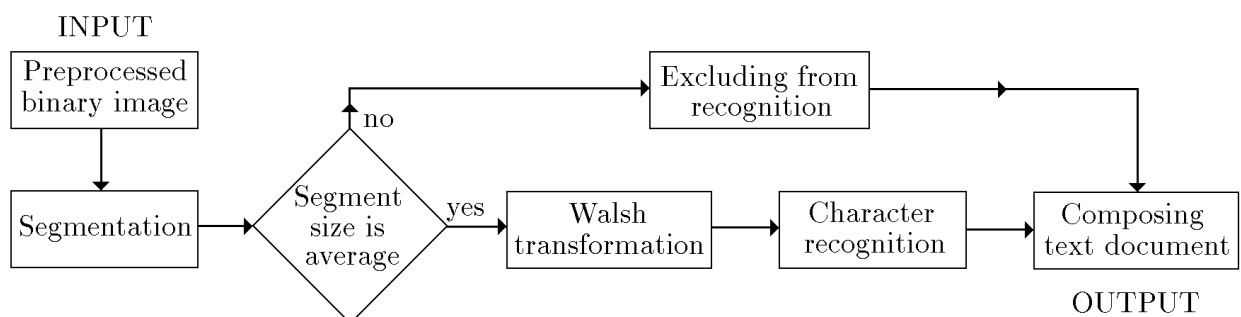 INPUT
Preprocessed
binary image
Segmentation
Segment
size is
average
no
yes
Excluding from
recognition
Walsh
transformation
Character
recognition
Composing
text document
OUTPUT